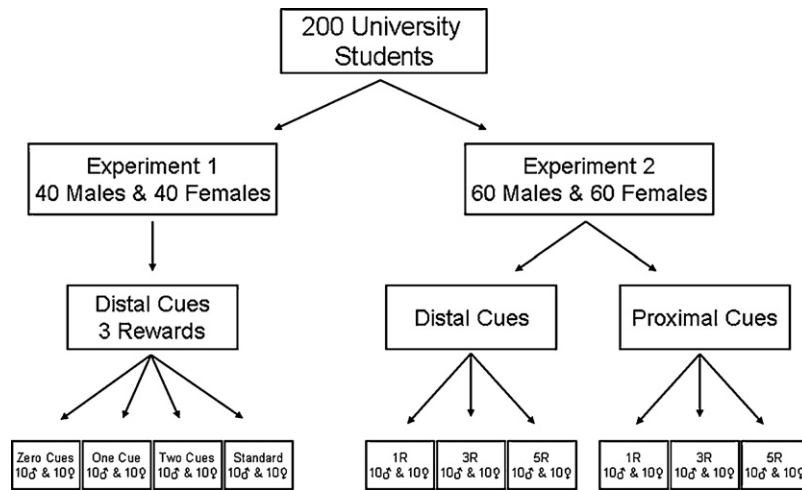 200 University
Students
Experiment 1
40 Males & 40 Females
Experiment 2
60 Males & 60 Females
Distal Cues
3 Rewards
Distal Cues
Proximal Cues
Zero Cues
10♂ & 10♀
One Cue
10♂ & 10♀
Two Cues
10♂ & 10♀
Standard
10♂ & 10♀
1R
10♂ & 10♀
3R
10♂ & 10♀
5R
10♂ & 10♀
1R
10♂ & 10♀
3R
10♂ & 10♀
5R
10♂ & 10♀